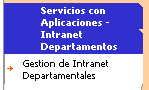 Servicios con
Aplicaciones -
Intranet
Departamentos
Gestion de Intranet
Departamentales